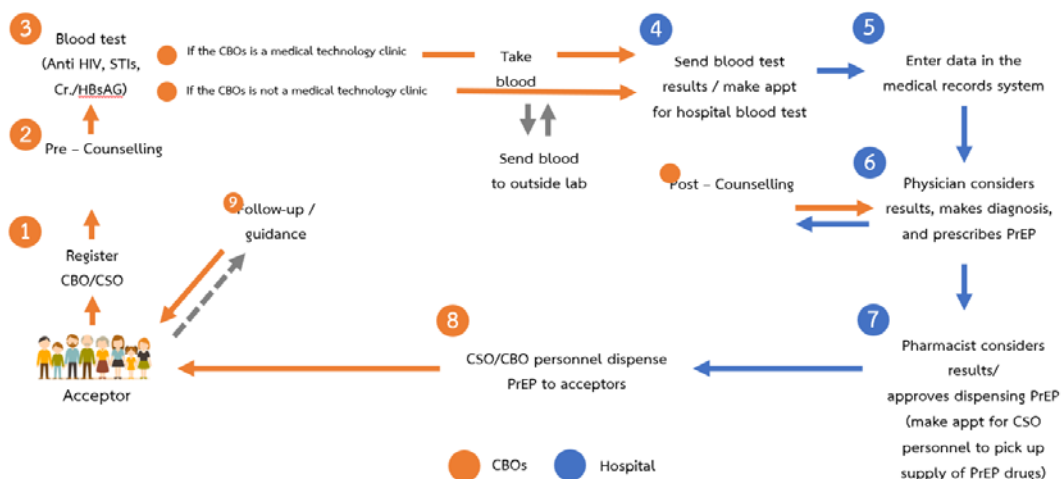 3
Blood test
(Anti HIV, STIs,
Cr./HBsAG)
If the CBOs is a medical technology clinic
If the CBOs is not a medical technology clinic
Take
blood
Send blood
to outside lab
4
Send blood test
results / make appt
for hospital blood test
5
Enter data in the
medical records system
2
Pre – Counselling
1
Register
CBO/CSO
Acceptor
9
Follow-up /
guidance
Post – Counselling
6
Physician considers
results, makes diagnosis,
and prescribes PrEP
7
Pharmacist considers
results/
approves dispensing PrEP
(make appt for CSO
personnel to pick up
supply of PrEP drugs)
8
CSO/CBO personnel dispense
PrEP to acceptors
CBOs
Hospital